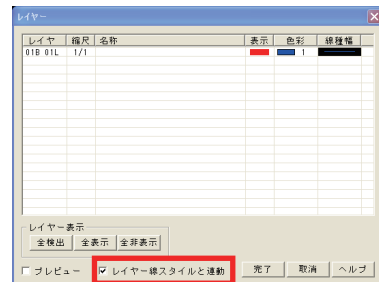 レイヤー
レイヤ 縮尺 名称 表示 色彩 線種幅
01B 01L 1/1 1
レイヤー表示
全検出 全表示 全非表示
プレビュー レイヤー線スタイルと連動 完了 取消 ヘルプ